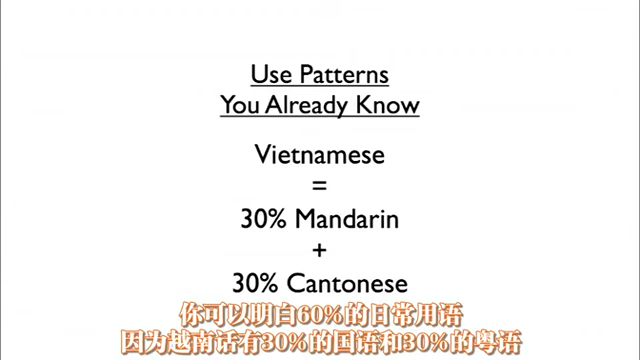 Use Patterns
You Already Know
Vietnamese
=
30% Mandarin
+
30% Cantonese
你可以明白60%的日常用语
因为越南话有30%的国语和30%的粤语